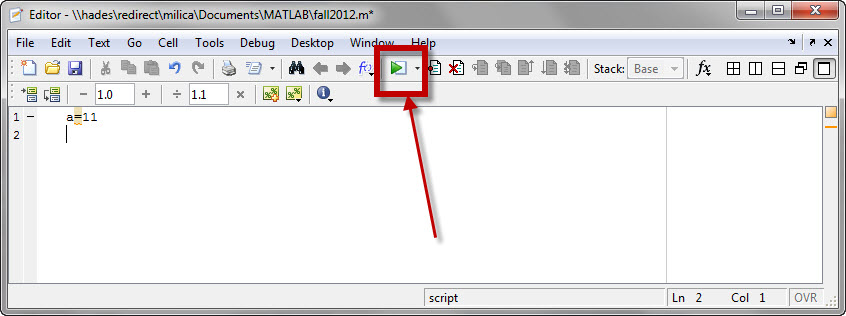 Editor - \\hades\redirect\milica\Documents\MATLAB\fall2012.m*
File Edit Text Go Cell Tools Debug Desktop Window Help
Stack: Base fx
− 1.0 + ÷ 1.1 ×
1 − a=11
2
script Ln 2 Col 1 OVR